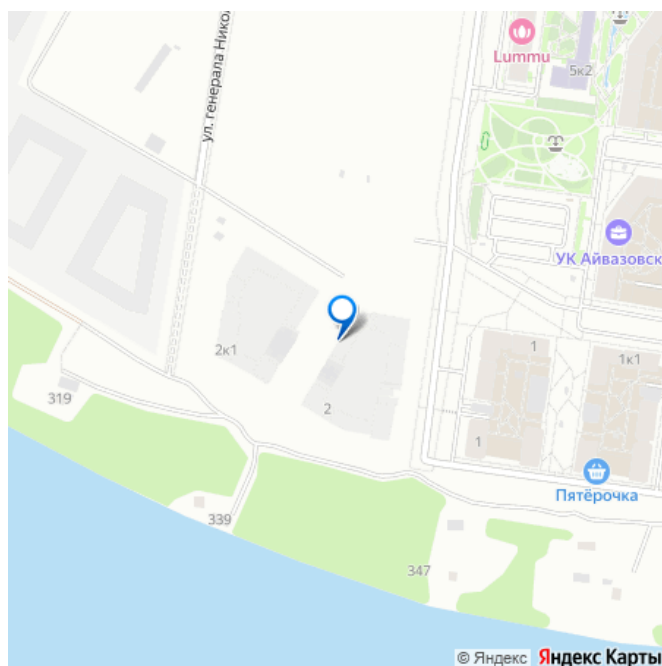 Lummu
5к2
ул. генерала Никол
УК Айвазовск
2к1
1
1к1
319
2
1
Пятёрочка
339
347
© Яндекс Яндекс Карты